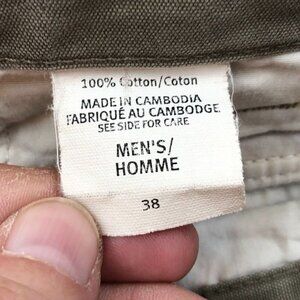 100% Cotton/Coton
MADE IN CAMBODIA
FABRIQUÉ AU CAMBODGE
SEE SIDE FOR CARE
MEN'S/
HOMME
38